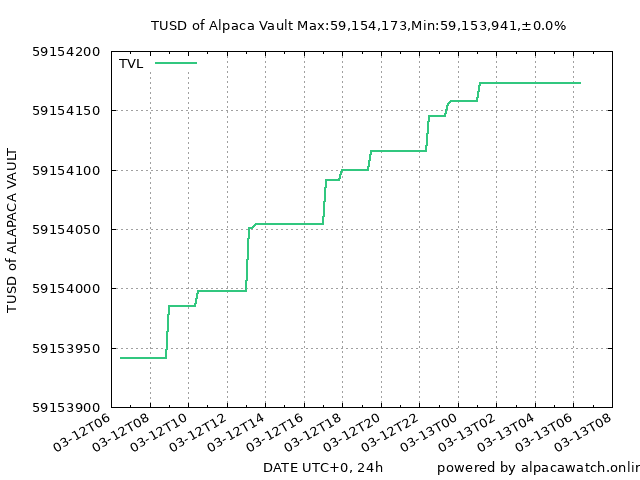 TUSD of Alpaca Vault Max:59,154,173,Min:59,153,941,±0.0%
TVL
59154200
59154150
59154100
59154050
59154000
59153950
59153900
TUSD of ALAPACA VAULT
03-12T06
03-12T08
03-12T10
03-12T12
03-12T14
03-12T16
03-12T18
03-12T20
03-12T22
03-13T00
03-13T02
03-13T04
03-13T06
03-13T08
DATE UTC+0, 24h
powered by alpacawatch.onlin